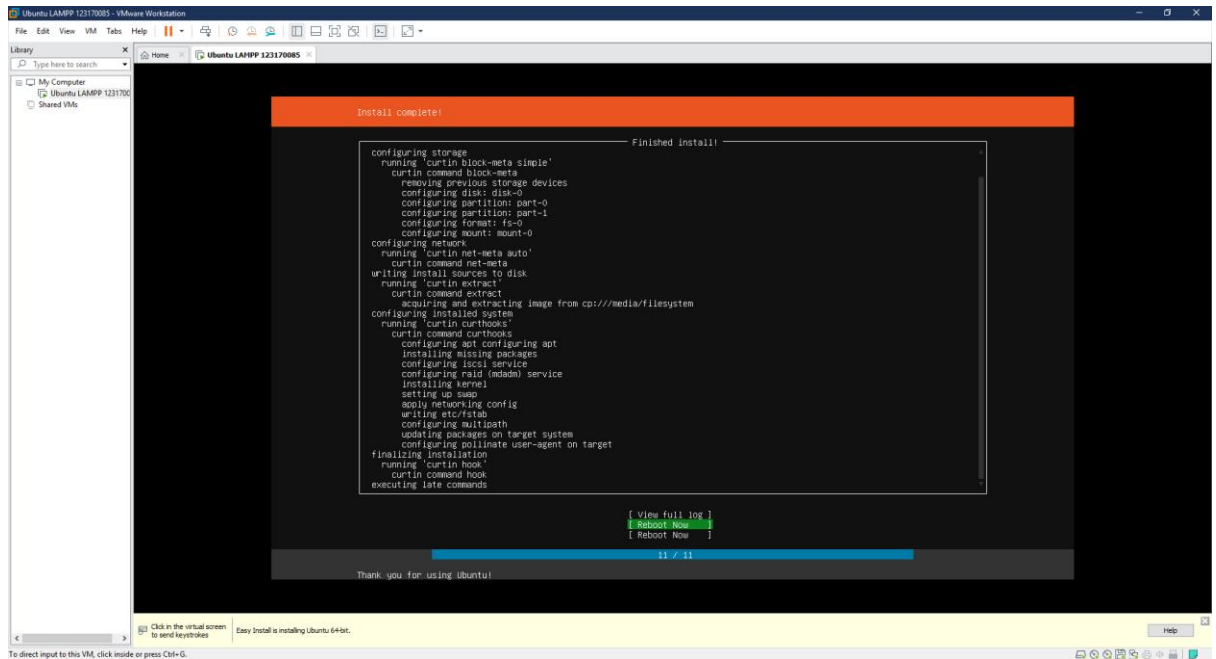 Ubuntu LAMPP 123170085 - VMware Workstation
File Edit View VM Tabs Help
Library
Type here to search
My Computer
Ubuntu LAMPP 1231700
Shared VMs
Home
Ubuntu LAMPP 123170085
Install complete!
Finished install!
configuring storage
running 'curtin block-meta simple'
curtin command block-meta
removing previous storage devices
configuring disk: disk-0
configuring partition: part-0
configuring partition: part-1
configuring format: fs-0
configuring mount: mount-0
configuring network
running 'curtin net-meta auto'
curtin command net-meta
writing install sources to disk
running 'curtin extract'
curtin command extract
acquiring and extracting image from cp:///media/filesystem
configuring installed system
running 'curtin curthooks'
curtin command curthooks
configuring apt configuring apt
installing missing packages
configuring iscsi service
configuring raid (mdadm) service
installing kernel
setting up swap
apply networking config
writing etc/fstab
configuring multipath
updating packages on target system
configuring pollinate user-agent on target
finalizing installation
running 'curtin hook'
curtin command hook
executing late commands
[ View full log ]
[ Reboot Now ]
[ Reboot Now ]
11 / 11
Thank you for using Ubuntu!
Click in the virtual screen
to send keystrokes
Easy Install is installing Ubuntu 64-bit.
Help
To direct input to this VM, click inside or press Ctrl+G.